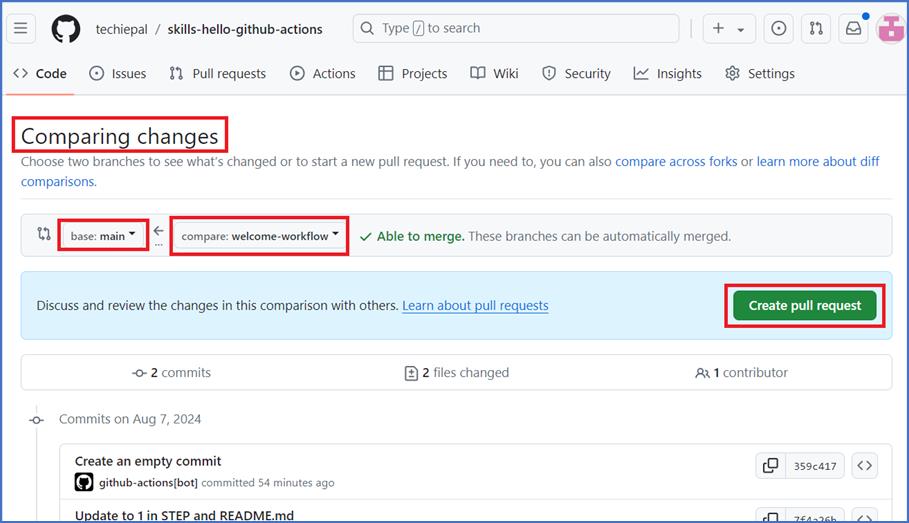 techiepal / skills-hello-github-actions
Type / to search
Code
Issues
Pull requests
Actions
Projects
Wiki
Security
Insights
Settings
Comparing changes
Choose two branches to see what's changed or to start a new pull request. If you need to, you can also compare across forks or learn more about diff
comparisons.
base: main
compare: welcome-workflow
Able to merge. These branches can be automatically merged.
Discuss and review the changes in this comparison with others. Learn about pull requests
Create pull request
2 commits
2 files changed
1 contributor
Commits on Aug 7, 2024
Create an empty commit
359c417
github-actions[bot] committed 54 minutes ago
Update to 1 in STEP and README.md
7f4a26b